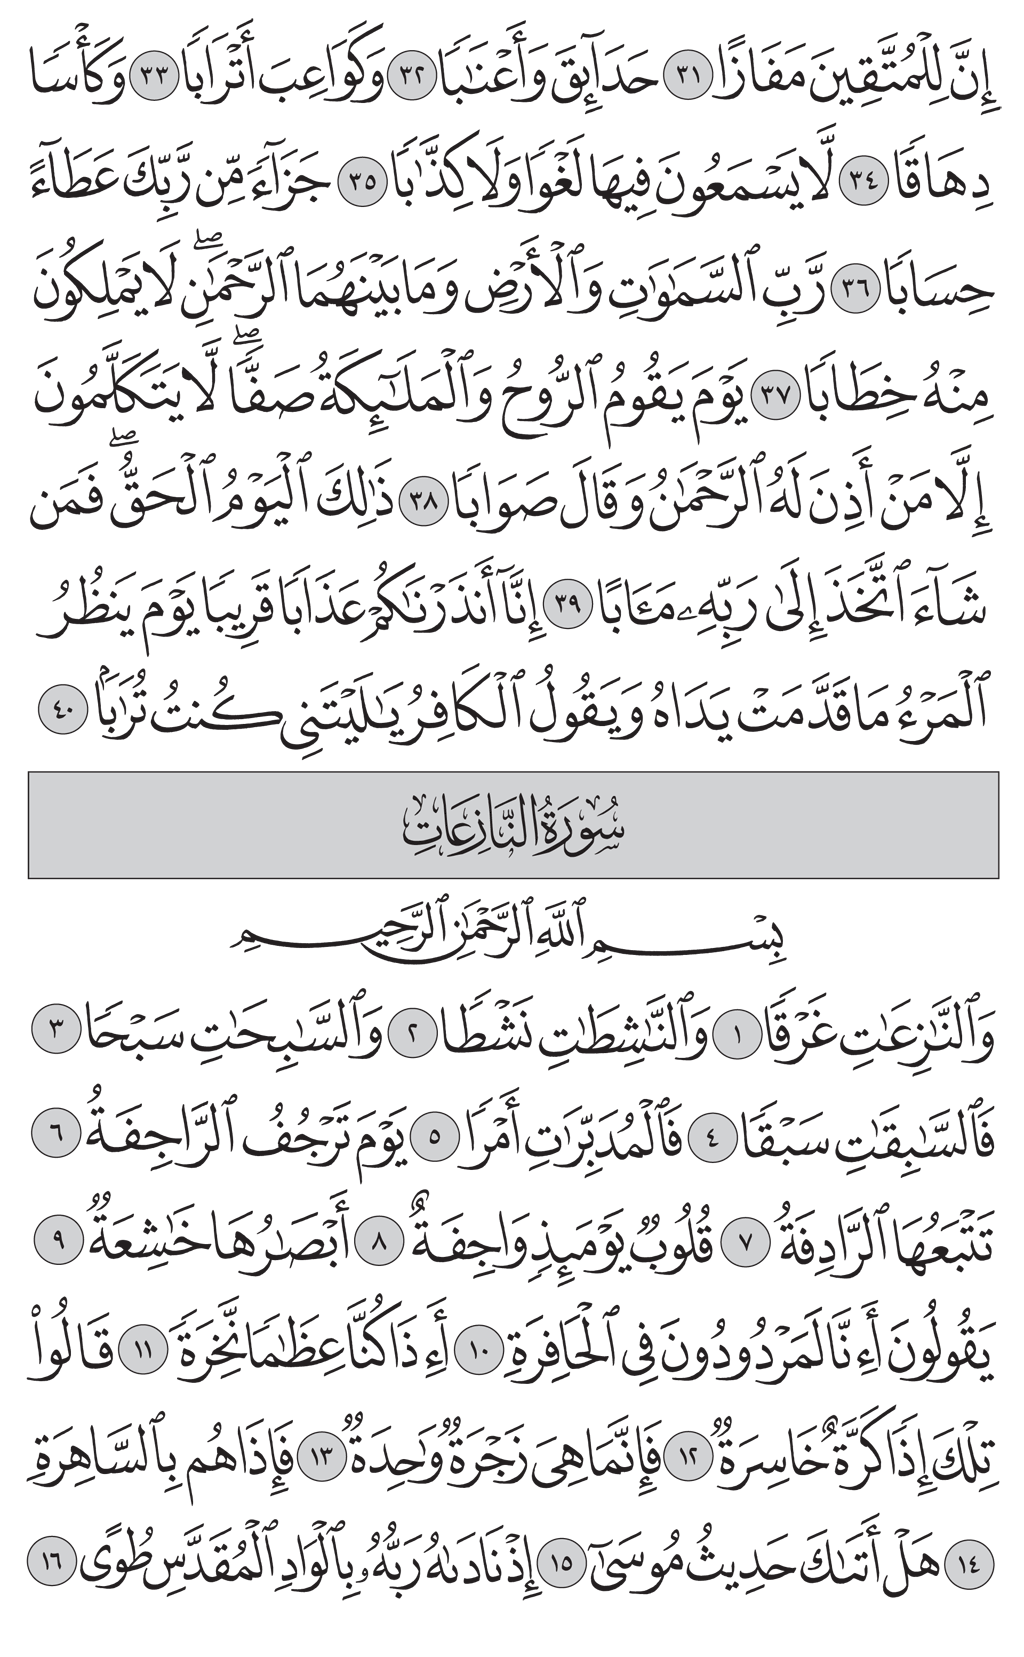 إِنَّ لِلْمُتَّقِينَ مَفَازًا ٣١ حَدَآئِقَ وَأَعْنَٰبًا ٣٢ وَكَوَاعِبَ أَتْرَابًا ٣٣ وَكَأْسًا
دِهَاقًا ٣٤ لَّا يَسْمَعُونَ فِيهَا لَغْوًا وَلَا كِذَّٰبًا ٣٥ جَزَآءً مِّن رَّبِّكَ عَطَآءً
حِسَابًا ٣٦ رَّبِّ ٱلسَّمَٰوَٰتِ وَٱلْأَرْضِ وَمَا بَيْنَهُمَا ٱلرَّحْمَٰنِۖ لَا يَمْلِكُونَ
مِنْهُ خِطَابًا ٣٧ يَوْمَ يَقُومُ ٱلرُّوحُ وَٱلْمَلَٰٓئِكَةُ صَفًّاۖ لَّا يَتَكَلَّمُونَ
إِلَّا مَنْ أَذِنَ لَهُ ٱلرَّحْمَٰنُ وَقَالَ صَوَابًا ٣٨ ذَٰلِكَ ٱلْيَوْمُ ٱلْحَقُّۖ فَمَن
شَآءَ ٱتَّخَذَ إِلَىٰ رَبِّهِۦ مَـَٔابًا ٣٩ إِنَّآ أَنذَرْنَٰكُمْ عَذَابًا قَرِيبًا يَوْمَ يَنظُرُ
ٱلْمَرْءُ مَا قَدَّمَتْ يَدَاهُ وَيَقُولُ ٱلْكَافِرُ يَٰلَيْتَنِى كُنتُ تُرَٰبًۢا ٤٠
سُورَةُ النَّازِعَاتِ
بِسْمِ ٱللَّهِ ٱلرَّحْمَٰنِ ٱلرَّحِيمِ
وَٱلنَّٰزِعَٰتِ غَرْقًا ١ وَٱلنَّٰشِطَٰتِ نَشْطًا ٢ وَٱلسَّٰبِحَٰتِ سَبْحًا ٣
فَٱلسَّٰبِقَٰتِ سَبْقًا ٤ فَٱلْمُدَبِّرَٰتِ أَمْرًا ٥ يَوْمَ تَرْجُفُ ٱلرَّاجِفَةُ ٦
تَتْبَعُهَا ٱلرَّادِفَةُ ٧ قُلُوبٌ يَوْمَئِذٍ وَاجِفَةٌ ٨ أَبْصَٰرُهَا خَٰشِعَةٌ ٩
يَقُولُونَ أَءِنَّا لَمَرْدُودُونَ فِى ٱلْحَافِرَةِ ١٠ أَءِذَا كُنَّا عِظَٰمًا نَّخِرَةً ١١ قَالُوا۟
تِلْكَ إِذًا كَرَّةٌ خَاسِرَةٌ ١٢ فَإِنَّمَا هِىَ زَجْرَةٌ وَٰحِدَةٌ ١٣ فَإِذَا هُم بِٱلسَّاهِرَةِ
١٤ هَلْ أَتَىٰكَ حَدِيثُ مُوسَىٰٓ ١٥ إِذْ نَادَىٰهُ رَبُّهُۥ بِٱلْوَادِ ٱلْمُقَدَّسِ طُوًى ١٦